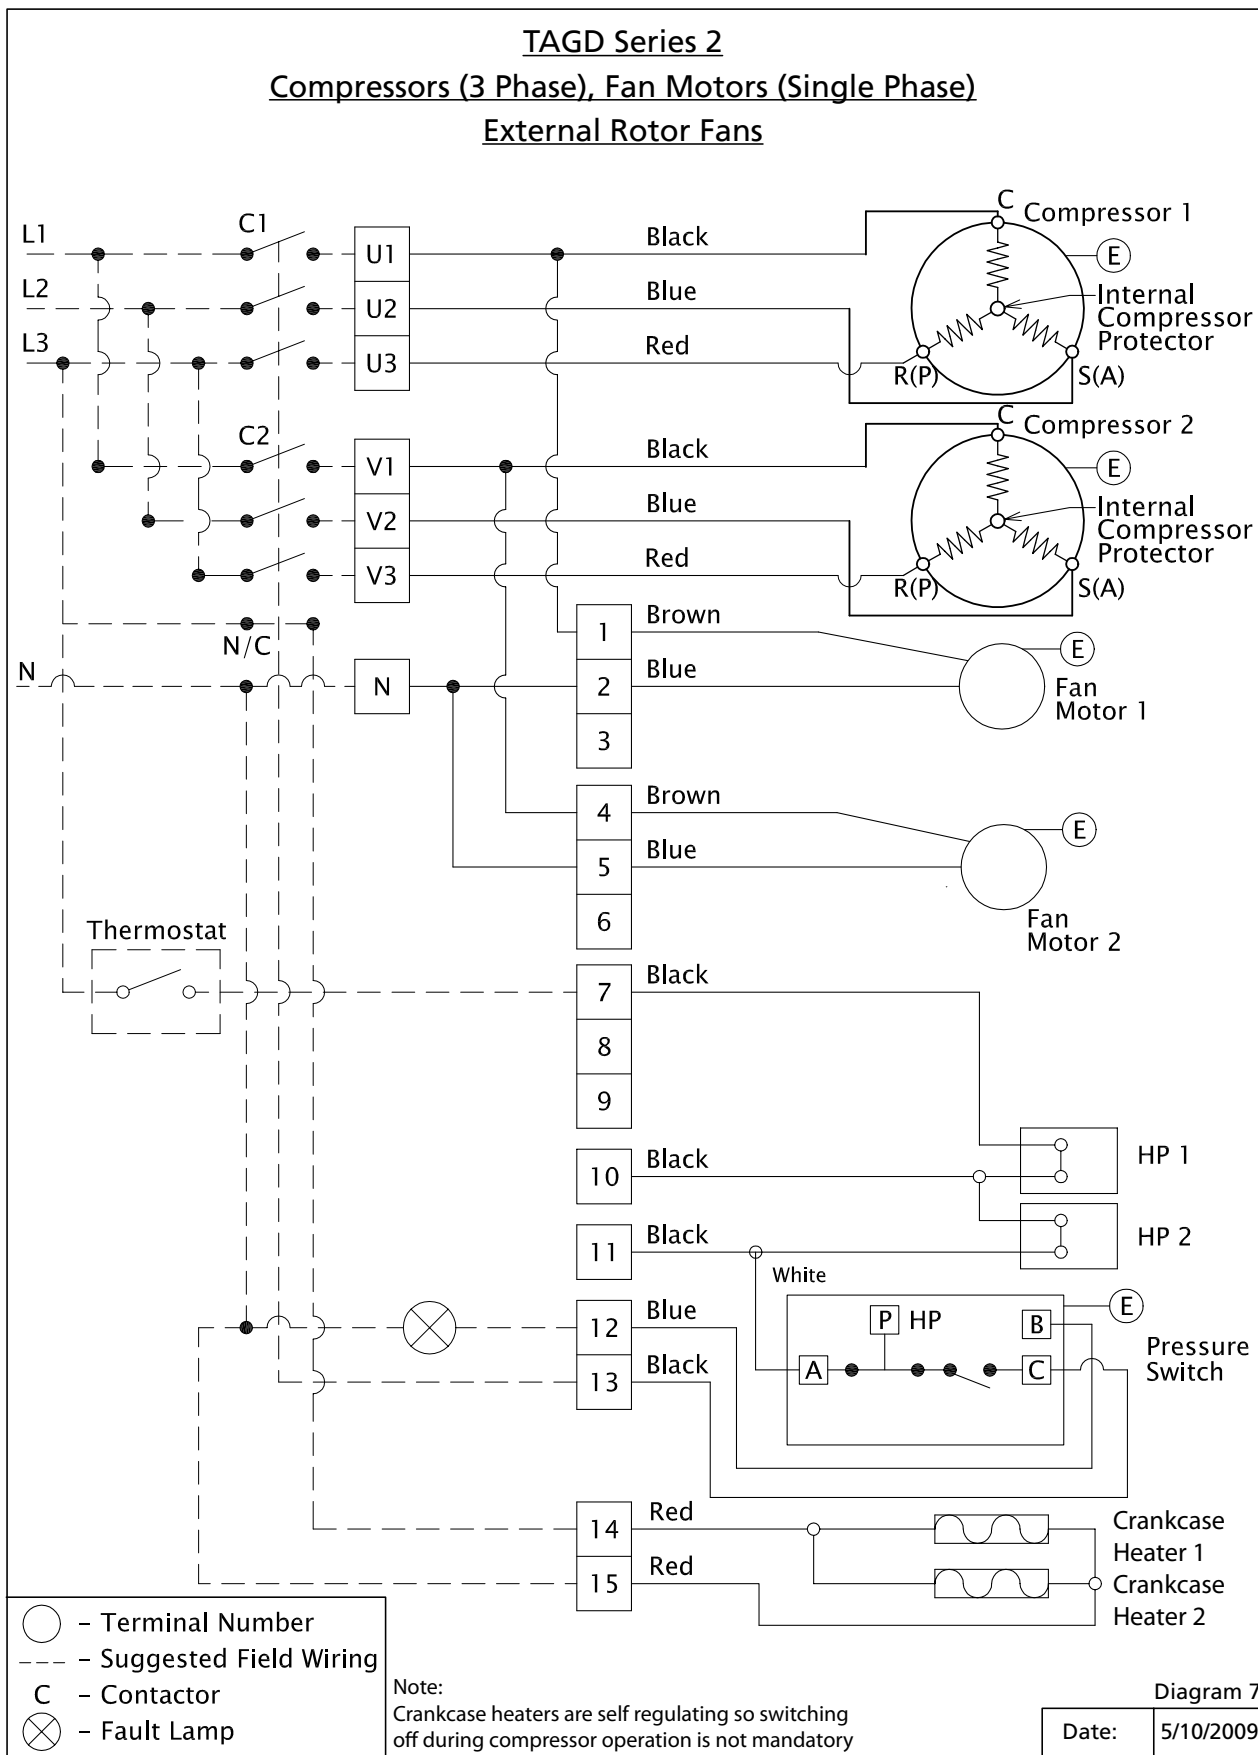 TAGD Series 2
Compressors (3 Phase), Fan Motors (Single Phase)
External Rotor Fans
C
Compressor 1
L1
C1
U1
Black
E
L2
U2
Blue
Internal
Compressor
Protector
L3
U3
Red
R(P)
S(A)
C
Compressor 2
C2
V1
Black
E
V2
Blue
Internal
Compressor
Protector
V3
Red
R(P)
S(A)
N/C
1
Brown
E
N
N
2
Blue
Fan
Motor 1
3
4
Brown
E
5
Blue
6
Fan
Motor 2
Thermostat
7
Black
8
9
10
Black
HP 1
11
Black
HP 2
White
12
Blue
P
HP
B
E
Pressure
Switch
13
Black
A
C
14
Red
Crankcase
Heater 1
15
Red
Crankcase
Heater 2
– Terminal Number
– Suggested Field Wiring
C – Contactor
– Fault Lamp
Note:
Crankcase heaters are self regulating so switching
off during compressor operation is not mandatory
Diagram 7
Date: 5/10/2009